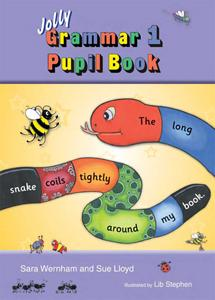 Jolly
Grammar 1
Pupil Book
The long
snake coils tightly
around my book.
Sara Wernham and Sue Lloyd
Illustrated by Lib Stephen